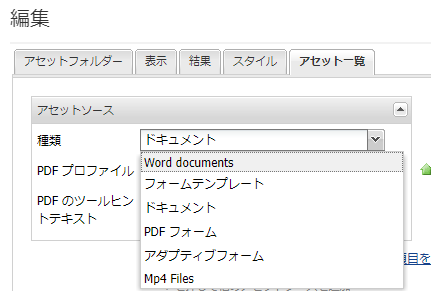 編集
アセットフォルダー 表示 結果 スタイル アセット一覧
アセットソース
種類 ドキュメント
Word documents
PDF プロファイル
フォームテンプレート
ドキュメント
PDF のツールヒン
トテキスト
PDF フォーム
アダプティブフォーム
項目を
Mp4 Files